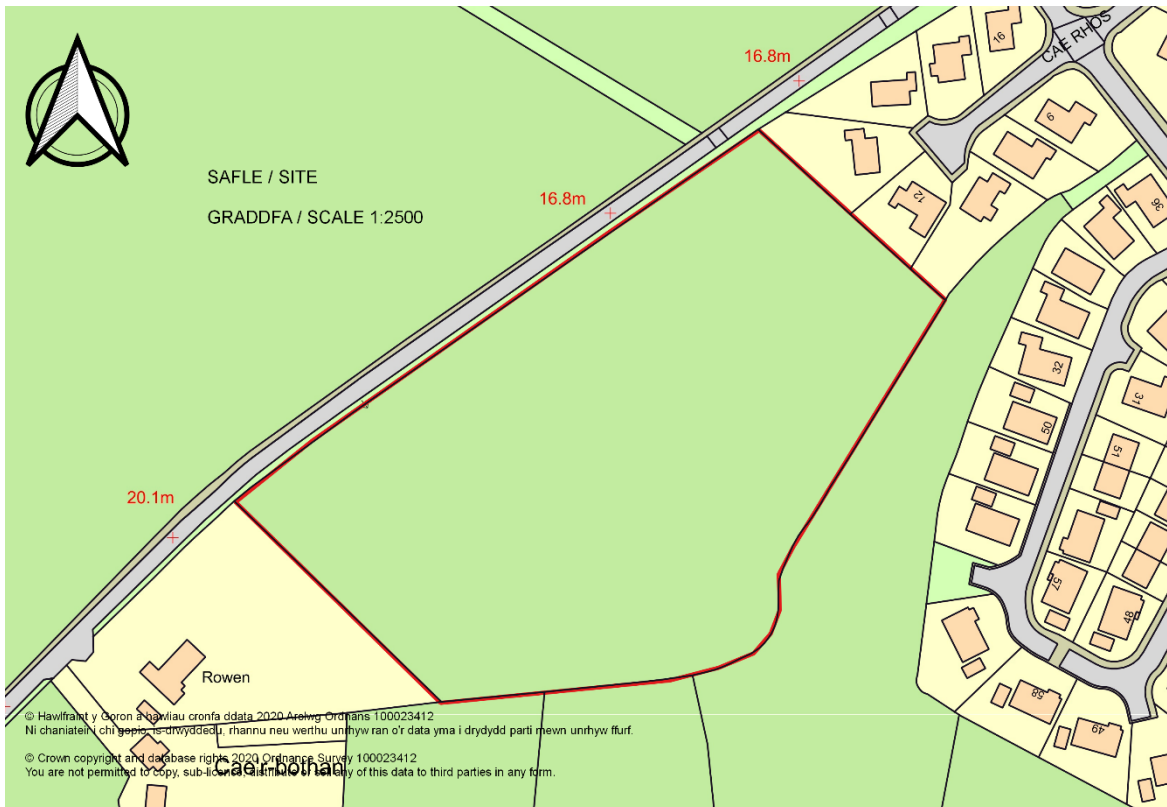 16.8m
16
CAE RHOS
9
SAFLE / SITE
16.8m
12
36
GRADDFA / SCALE 1:2500
32
31
50
51
20.1m
57
48
Rowen
58
49
© Hawlfraint y Goron a hawliau cronfa ddata 2020 Arolwg Ordnans 100023412
Ni chaniateir i chi gopio, is-drwyddedu, rhannu neu werthu unrhyw ran o'r data yma i drydydd parti mewn unrhyw ffurf.
© Crown copyright and database rights 2020 Ordnance Survey 100023412
Caer-bothan
You are not permitted to copy, sub-licence, distribute or sell any of this data to third parties in any form.